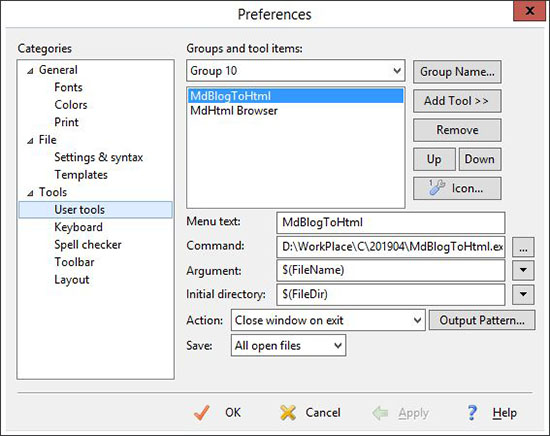 Preferences
x
Categories
General
Fonts
Colors
Print
File
Settings & syntax
Templates
Tools
User tools
Keyboard
Spell checker
Toolbar
Layout
Groups and tool items:
Group 10
Group Name...
MdBlogToHtml
MdHtml Browser
Add Tool >>
Remove
Up Down
Icon...
Menu text: MdBlogToHtml
Command: D:\WorkPlace\C\201904\MdBlogToHtml.ex ...
Argument: $(FileName)
Initial directory: $(FileDir)
Action: Close window on exit Output Pattern...
Save: All open files
OK Cancel Apply ? Help